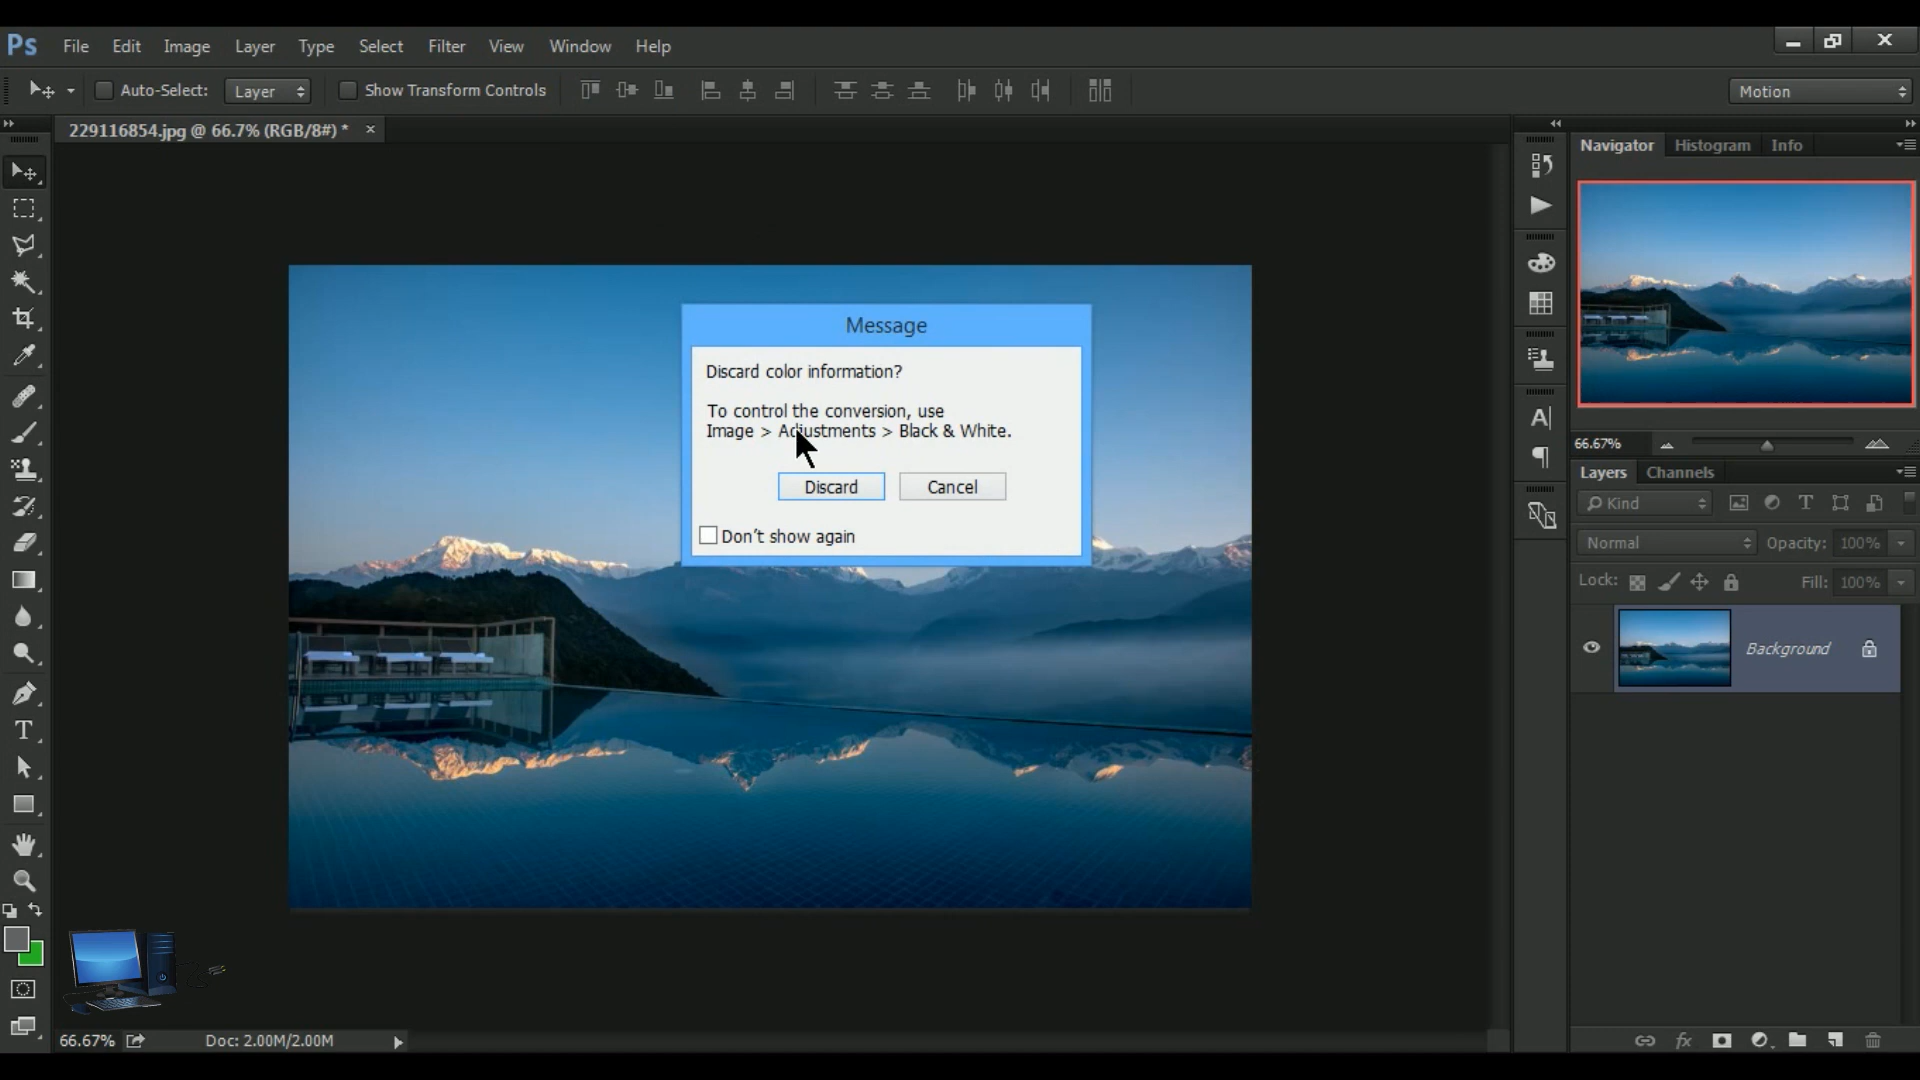 Ps File Edit Image Layer Type Select Filter View Window Help
Auto-Select: Layer Show Transform Controls Motion
229116854.jpg @ 66.7% (RGB/8#) * ×
Navigator Histogram Info
Message
Discard color information?
To control the conversion, use
Image > Adjustments > Black & White.
Discard Cancel
Don't show again
66.67%
Layers Channels
Kind
Normal Opacity: 100%
Lock: Fill: 100%
Background
66.67% Doc: 2.00M/2.00M